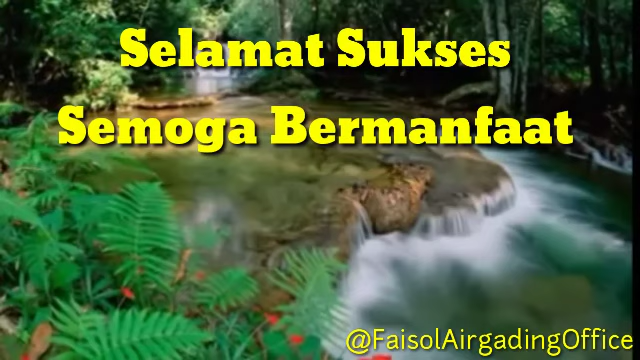 Selamat Sukses
Semoga Bermanfaat
@FaisolAirgadingOffice